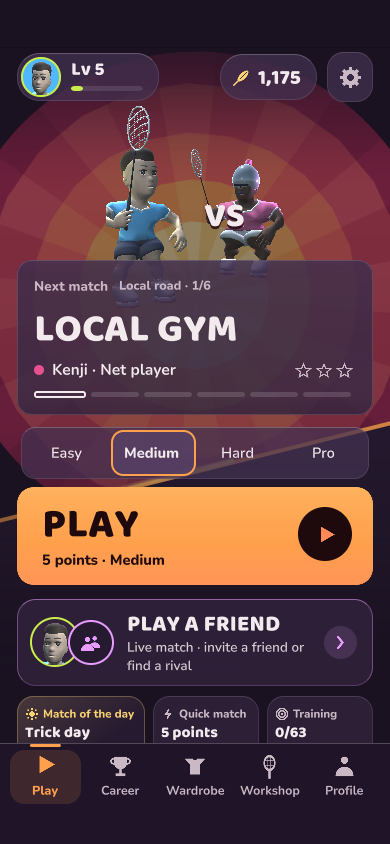 Lv 5
1,175
VS
Next match Local road · 1/6
LOCAL GYM
Kenji · Net player
Easy Medium Hard Pro
PLAY
5 points · Medium
PLAY A FRIEND
Live match · invite a friend or
find a rival
Match of the day Quick match Training
Trick day 5 points 0/63
Play Career Wardrobe Workshop Profile